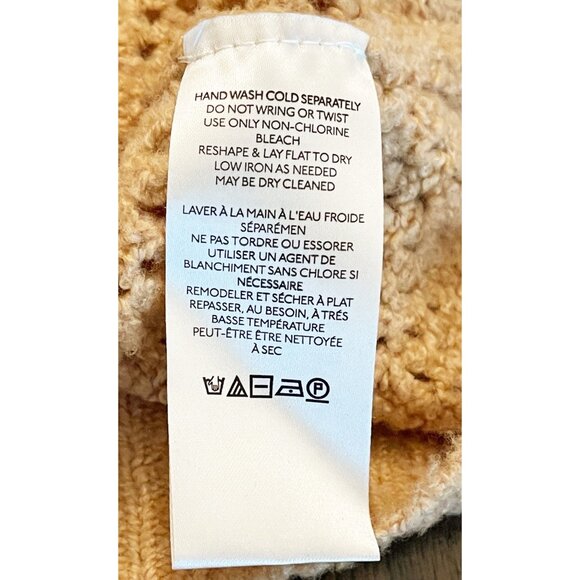 HAND WASH COLD SEPARATELY
DO NOT WRING OR TWIST
USE ONLY NON-CHLORINE
BLEACH
RESHAPE & LAY FLAT TO DRY
LOW IRON AS NEEDED
MAY BE DRY CLEANED
LAVER À LA MAIN À L'EAU FROIDE
SÉPARÉMEN
NE PAS TORDRE OU ESSORER
UTILISER UN AGENT DE
BLANCHIMENT SANS CHLORE SI
NÉCESSAIRE
REMODELER ET SÉCHER À PLAT
REPASSER, AU BESOIN, À TRÉS
BASSE TEMPÉRATURE
PEUT-ÊTRE ÊTRE NETTOYÉE
À SEC
P